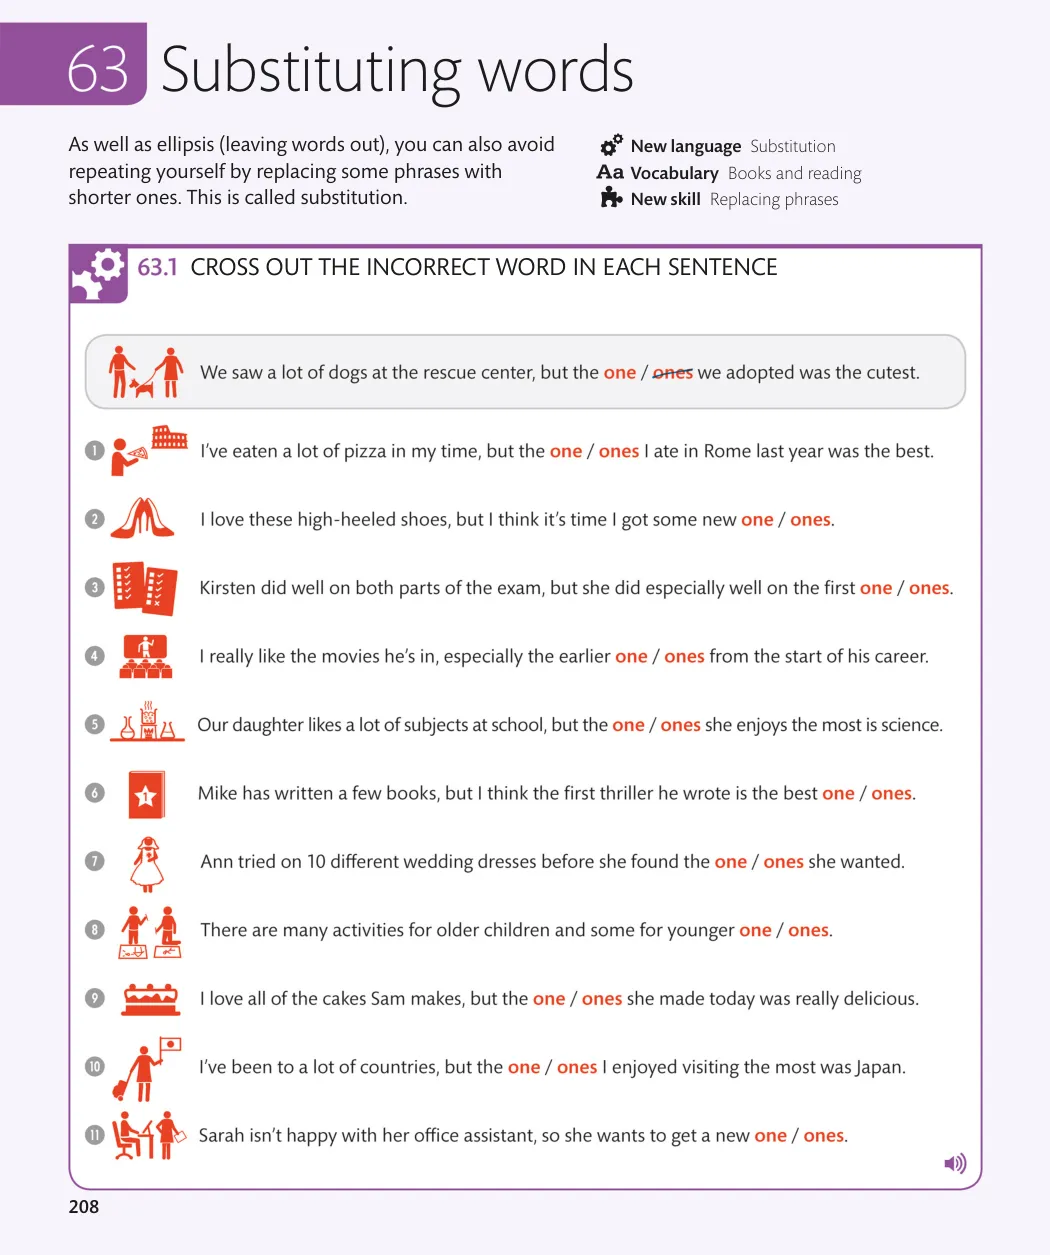 63 Substituting words
As well as ellipsis (leaving words out), you can also avoid
repeating yourself by replacing some phrases with
shorter ones. This is called substitution.
New language Substitution
Aa Vocabulary Books and reading
New skill Replacing phrases
63.1 CROSS OUT THE INCORRECT WORD IN EACH SENTENCE
We saw a lot of dogs at the rescue center, but the one / ones we adopted was the cutest.
1 I’ve eaten a lot of pizza in my time, but the one / ones I ate in Rome last year was the best.
2 I love these high-heeled shoes, but I think it’s time I got some new one / ones.
3 Kirsten did well on both parts of the exam, but she did especially well on the first one / ones.
4 I really like the movies he’s in, especially the earlier one / ones from the start of his career.
5 Our daughter likes a lot of subjects at school, but the one / ones she enjoys the most is science.
1
6 Mike has written a few books, but I think the first thriller he wrote is the best one / ones.
7 Ann tried on 10 different wedding dresses before she found the one / ones she wanted.
8 There are many activities for older children and some for younger one / ones.
9 I love all of the cakes Sam makes, but the one / ones she made today was really delicious.
10 I’ve been to a lot of countries, but the one / ones I enjoyed visiting the most was Japan.
11 Sarah isn’t happy with her office assistant, so she wants to get a new one / ones.
208